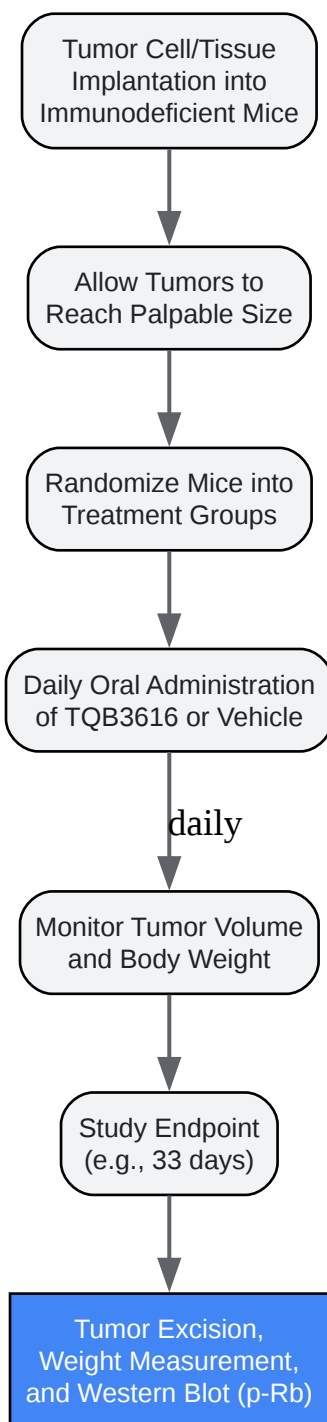 Tumor Cell/Tissue
Implantation into
Immunodeficient Mice
Allow Tumors to
Reach Palpable Size
Randomize Mice into
Treatment Groups
Daily Oral Administration
of TQB3616 or Vehicle
daily
Monitor Tumor Volume
and Body Weight
Study Endpoint
(e.g., 33 days)
Tumor Excision,
Weight Measurement,
and Western Blot (p-Rb)